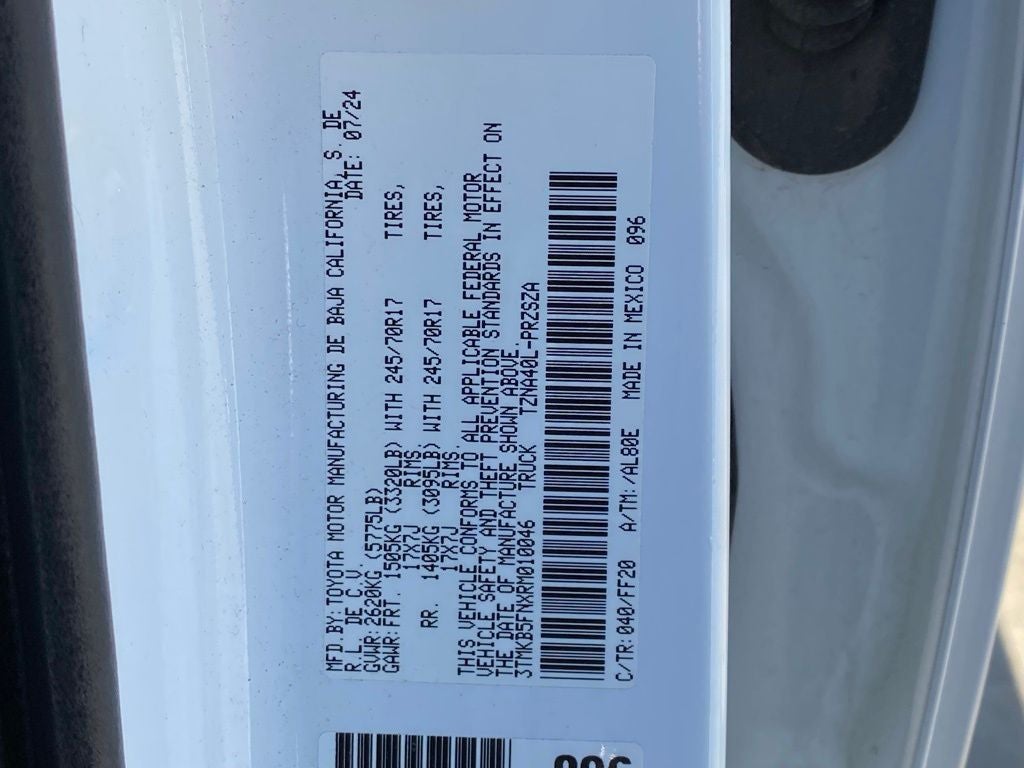 MFD BY: TOYOTA MOTOR MANUFACTURING DE BAJA CALIFORNIA, S. DE
R. L. DE C.V. DATE: 07/24
GVWR: 2620KG (5775LB)
GAWR: FRT. 1505KG (3320LB) WITH 245/70R17 TIRES,
17X7J RIMS
RR. 1405KG (3095LB) WITH 245/70R17 TIRES,
17X7J RIMS
THIS VEHICLE CONFORMS TO ALL APPLICABLE FEDERAL MOTOR
VEHICLE SAFETY AND THEFT PREVENTION STANDARDS IN EFFECT ON
THE DATE OF MANUFACTURE SHOWN ABOVE.
3TMKB5FNXRM010046 TRUCK TZNA40L-PRZSZA
C/TR: 040/FF20 A/TM: /AL80E MADE IN MEXICO 096